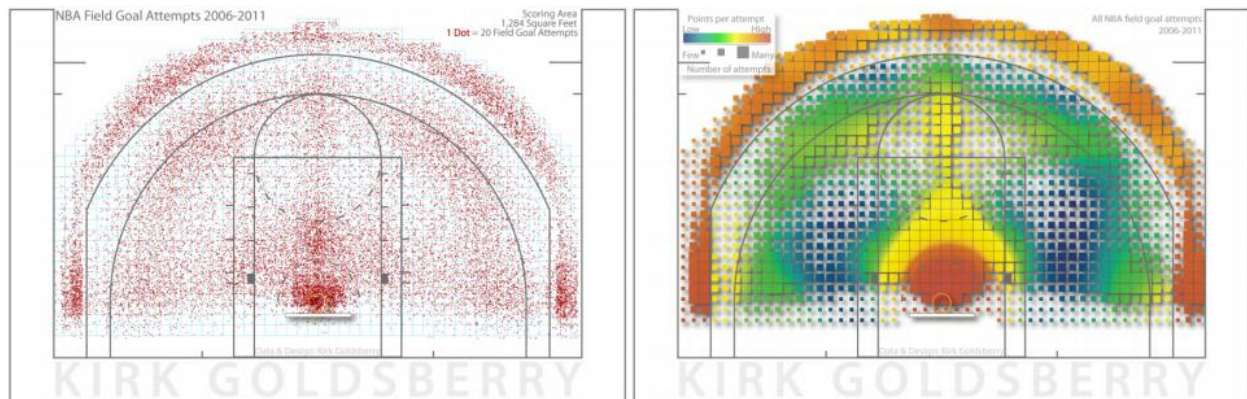 NBA Field Goal Attempts 2006-2011
Scoring Area
1,284 Square Feet
1 Dot = 20 Field Goal Attempts
Data & Design: Kirk Goldsberry
KIRK GOLDSBERRY
Points per attempt
Low High
Few Many
Number of attempts
All NBA field goal attempts
2006-2011
Data & Design: Kirk Goldsberry
KIRK GOLDSBERRY